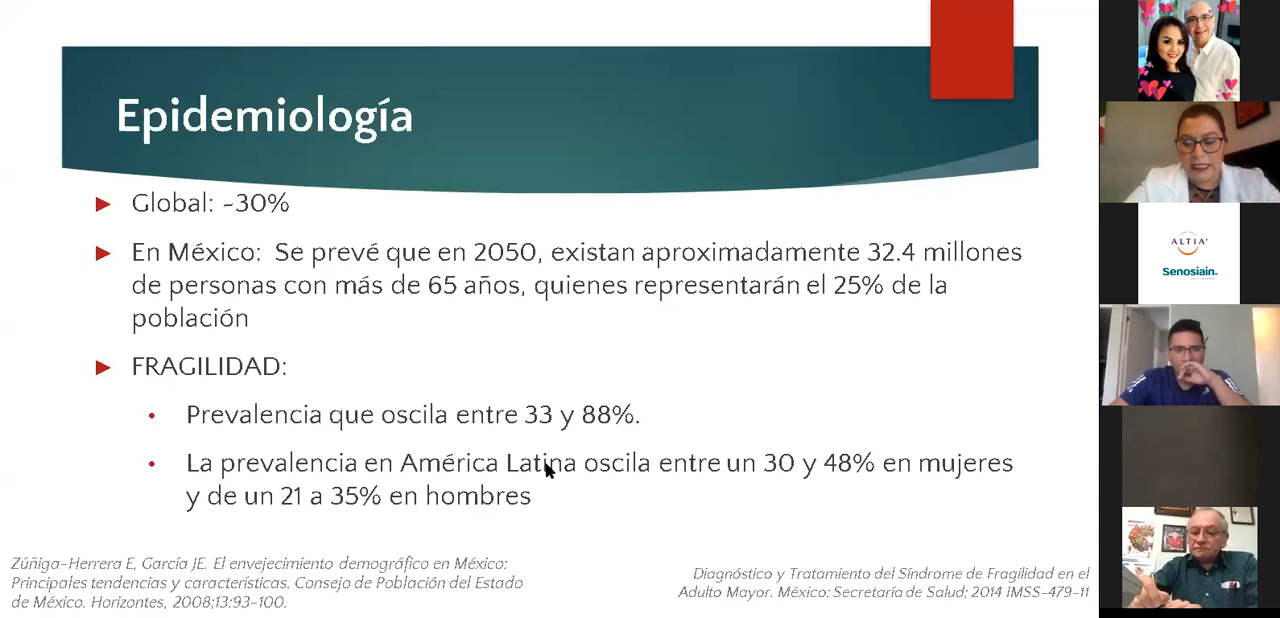 Epidemiología
Global: ~30%
En México: Se prevé que en 2050, existan aproximadamente 32.4 millones
de personas con más de 65 años, quienes representarán el 25% de la
población
FRAGILIDAD:
Prevalencia que oscila entre 33 y 88%.
La prevalencia en América Latina oscila entre un 30 y 48% en mujeres
y de un 21 a 35% en hombres
Zúñiga-Herrera E, García JE. El envejecimiento demográfico en México:
Principales tendencias y características. Consejo de Población del Estado
de México. Horizontes, 2008;13:93-100.
Diagnóstico y Tratamiento del Síndrome de Fragilidad en el
Adulto Mayor. México: Secretaría de Salud; 2014 IMSS-479-11
ALTIA
Senosiain